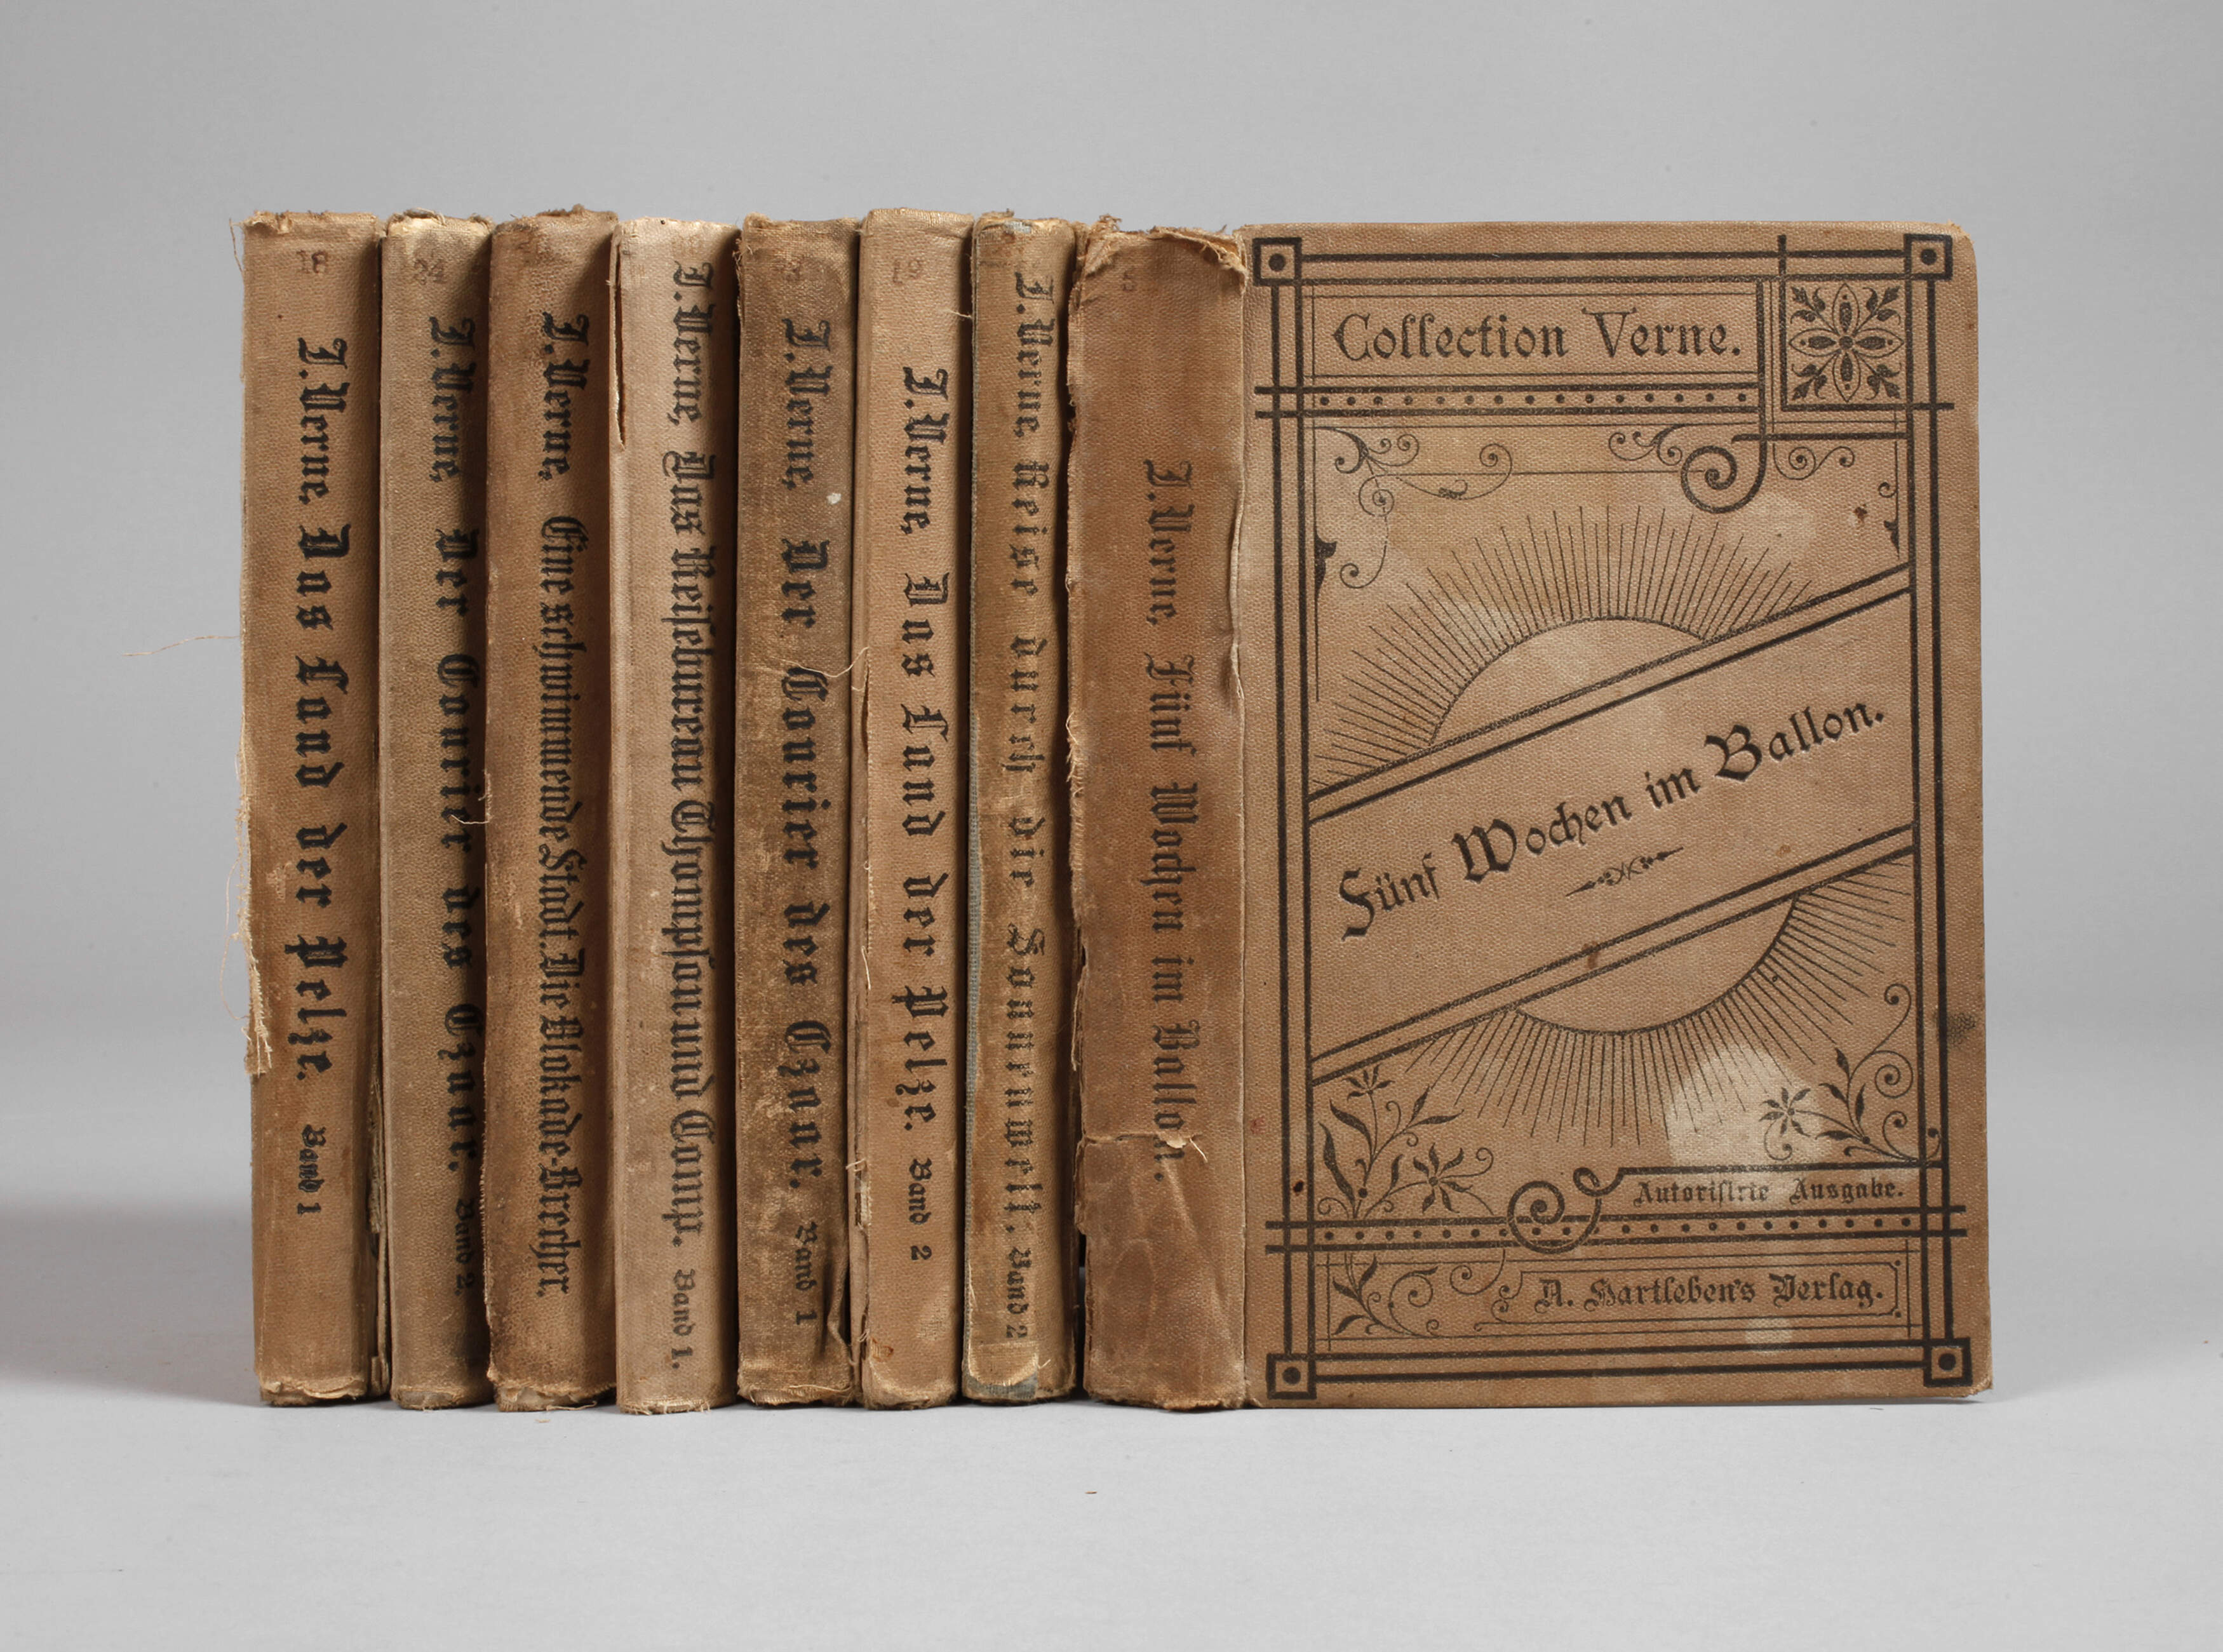 18
J. Verne, Das Land der Pelze. Band 1
24
J. Verne, Der Courier des Czaar. Band 2.
J. Verne, Eine schwimmende Stadt. Die Blokade-Brecher.
J. Verne, Das Reisebureau Thompson und Comp. Band 1.
J. Verne, Der Courier des Czaar. Band 1
19
J. Verne, Das Land der Pelze. Band 2
J. Verne, Reise durch die Sonnenwelt. Band 2
J. Verne, Fünf Wochen im Ballon.
Collection Verne.
Fünf Wochen im Ballon.
Autorisirte Ausgabe.
A. Hartleben's Verlag.